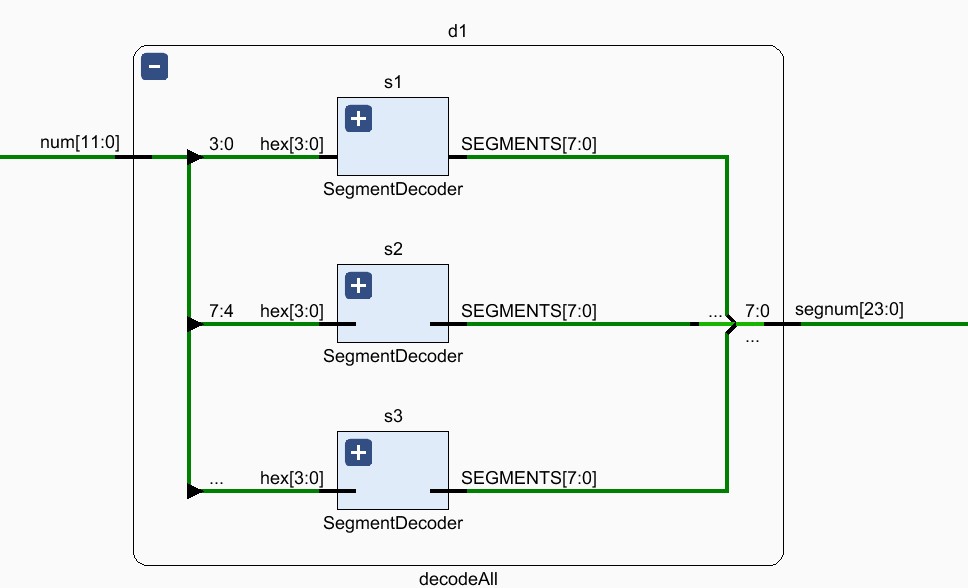 d1
s1
num[11:0]
3:0
hex[3:0]
SEGMENTS[7:0]
SegmentDecoder
s2
7:4
hex[3:0]
SEGMENTS[7:0]
...
7:0
segnum[23:0]
...
SegmentDecoder
s3
...
hex[3:0]
SEGMENTS[7:0]
SegmentDecoder
decodeAll